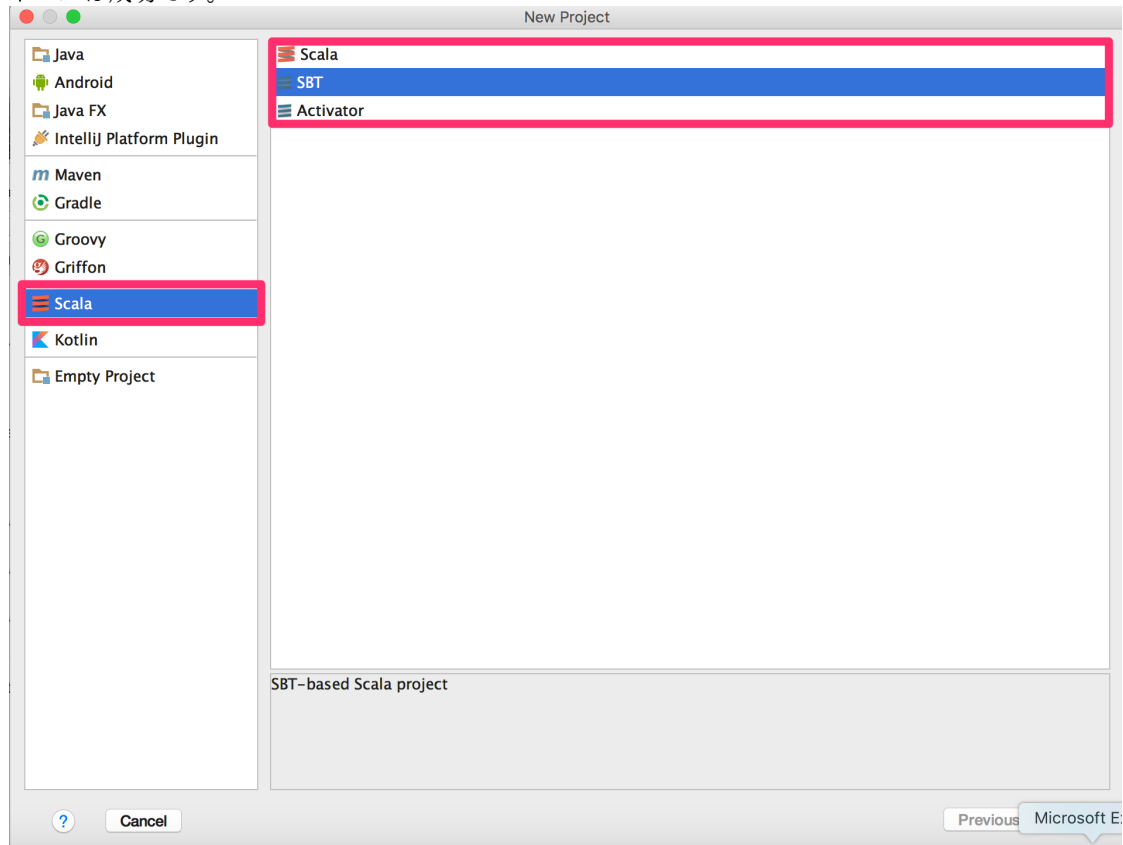 New Project
Java
Android
Java FX
IntelliJ Platform Plugin
Maven
Gradle
Groovy
Griffon
Scala
Kotlin
Empty Project
Scala
SBT
Activator
SBT-based Scala project
?
Cancel
Previous
Microsoft